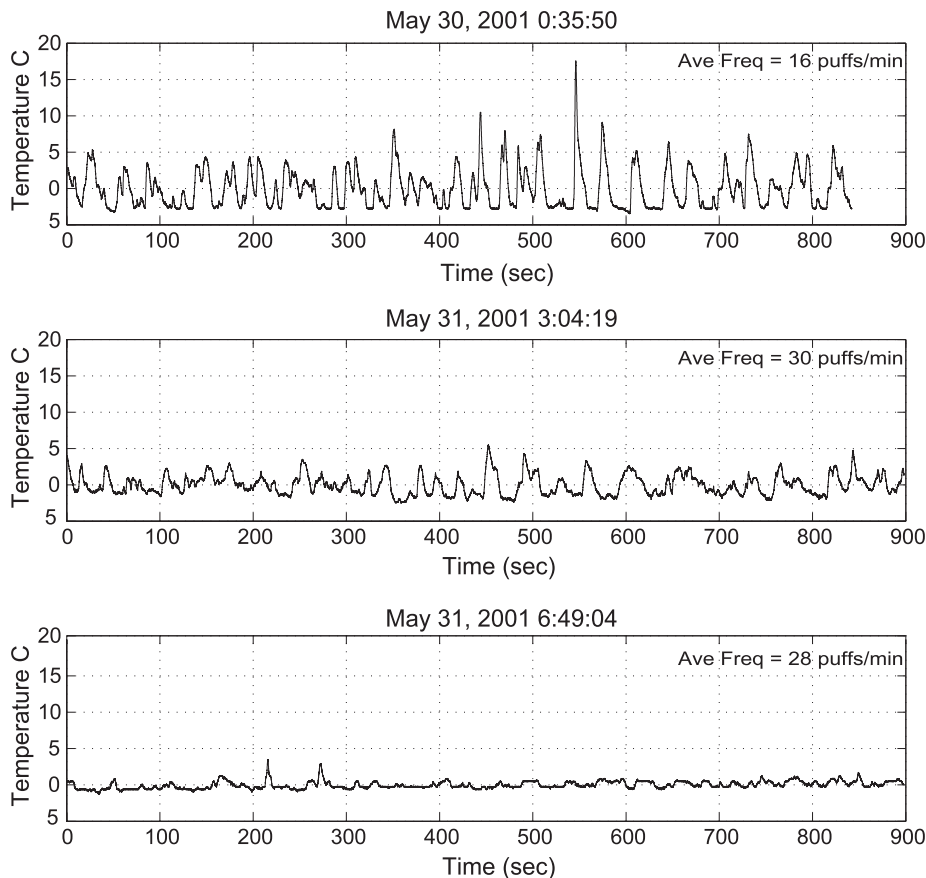 May 30, 2001 0:35:50
Ave Freq = 16 puffs/min
Temperature C
20
15
10
5
0
5
0 100 200 300 400 500 600 700 800 900
Time (sec)
May 31, 2001 3:04:19
Ave Freq = 30 puffs/min
Temperature C
20
15
10
5
0
5
0 100 200 300 400 500 600 700 800 900
Time (sec)
May 31, 2001 6:49:04
Ave Freq = 28 puffs/min
Temperature C
20
15
10
5
0
5
0 100 200 300 400 500 600 700 800 900
Time (sec)